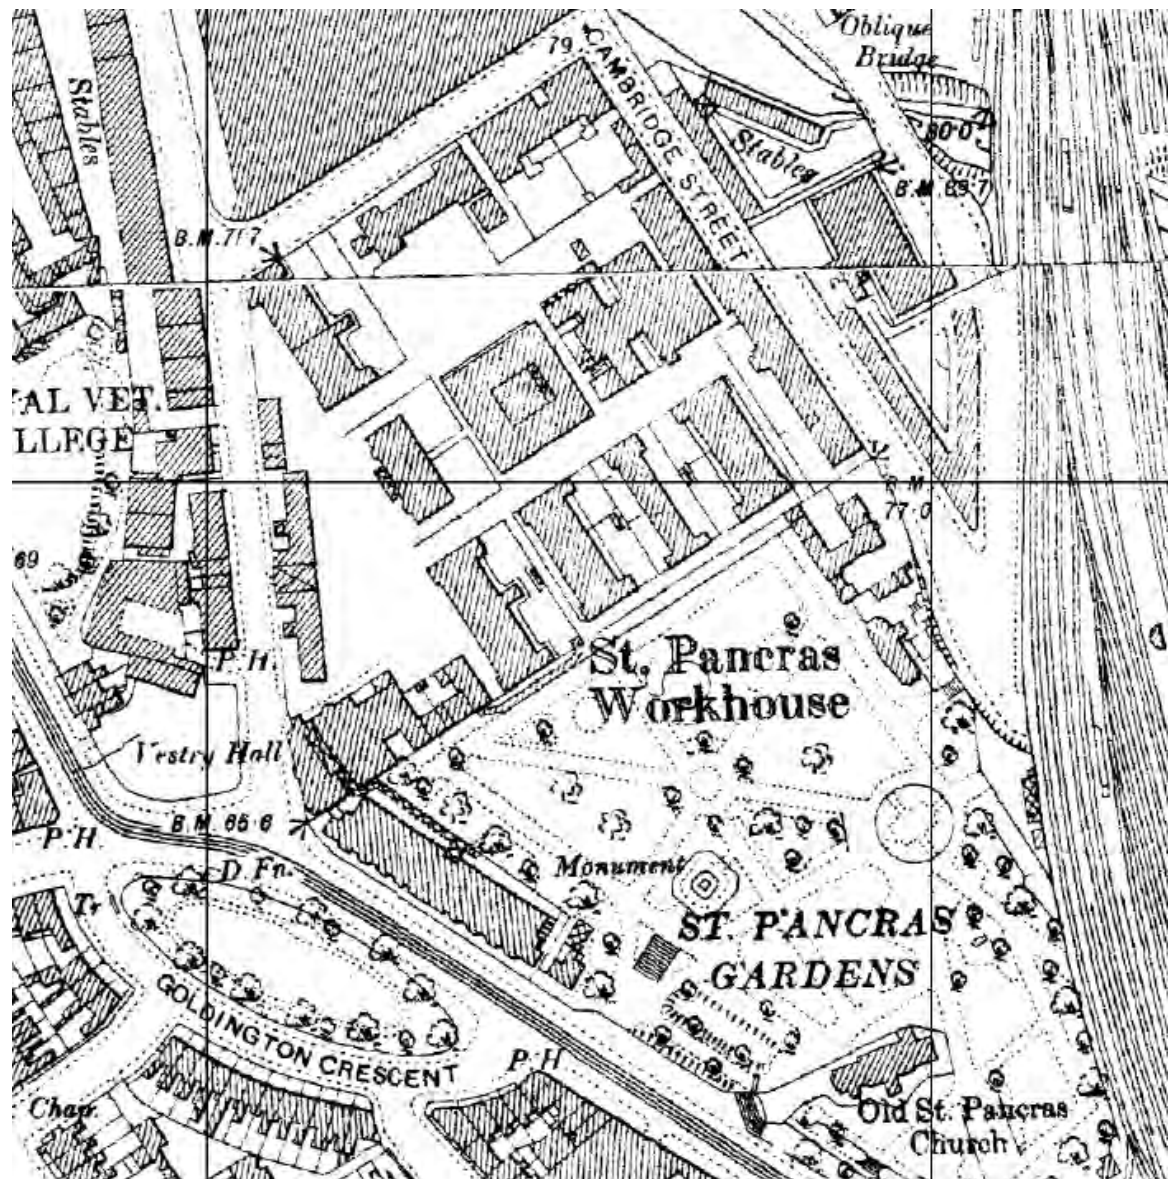 Oblique
Bridge
79
CAMBRIDGE STREET
Stables
Stables
80·0
B.M. 69·7
B.M. 71·7
AL VET.
LLEGE
M
77·0
69
P.H.
St. Pancras
Workhouse
Vestry Hall
B.M. 65·6
P.H
D Fn.
Monument
Tr
ST. PANCRAS
GARDENS
GOLDINGTON CRESCENT
P.H
Old St. Pancras
Church